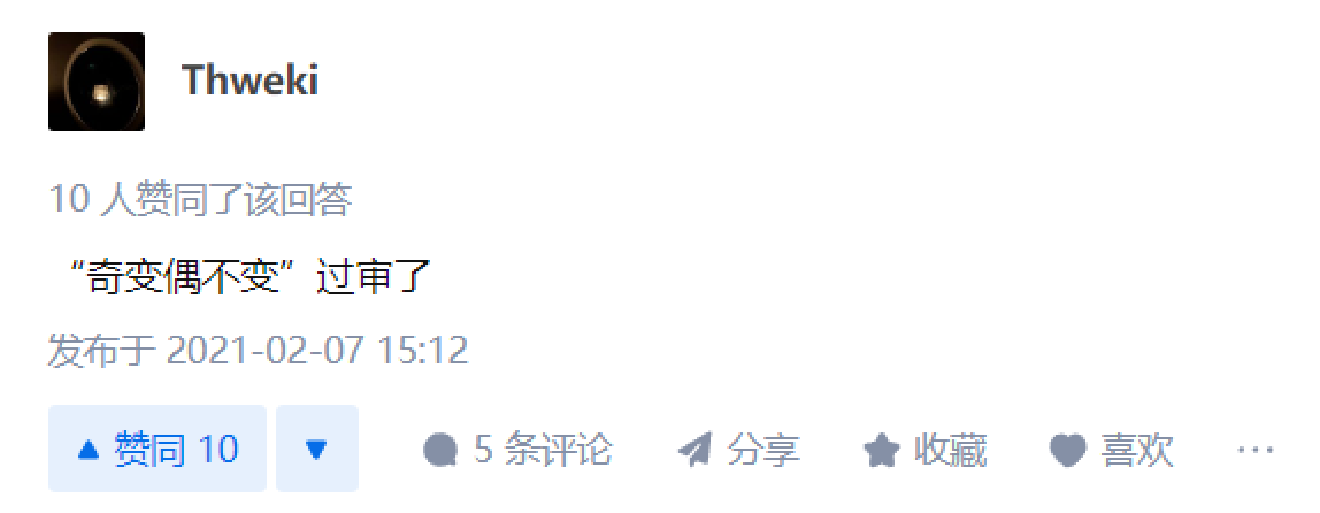 Thweki
10 人赞同了该回答
“奇变偶不变”过审了
发布于 2021-02-07 15:12
赞同 10 5 条评论 分享 收藏 喜欢 ···